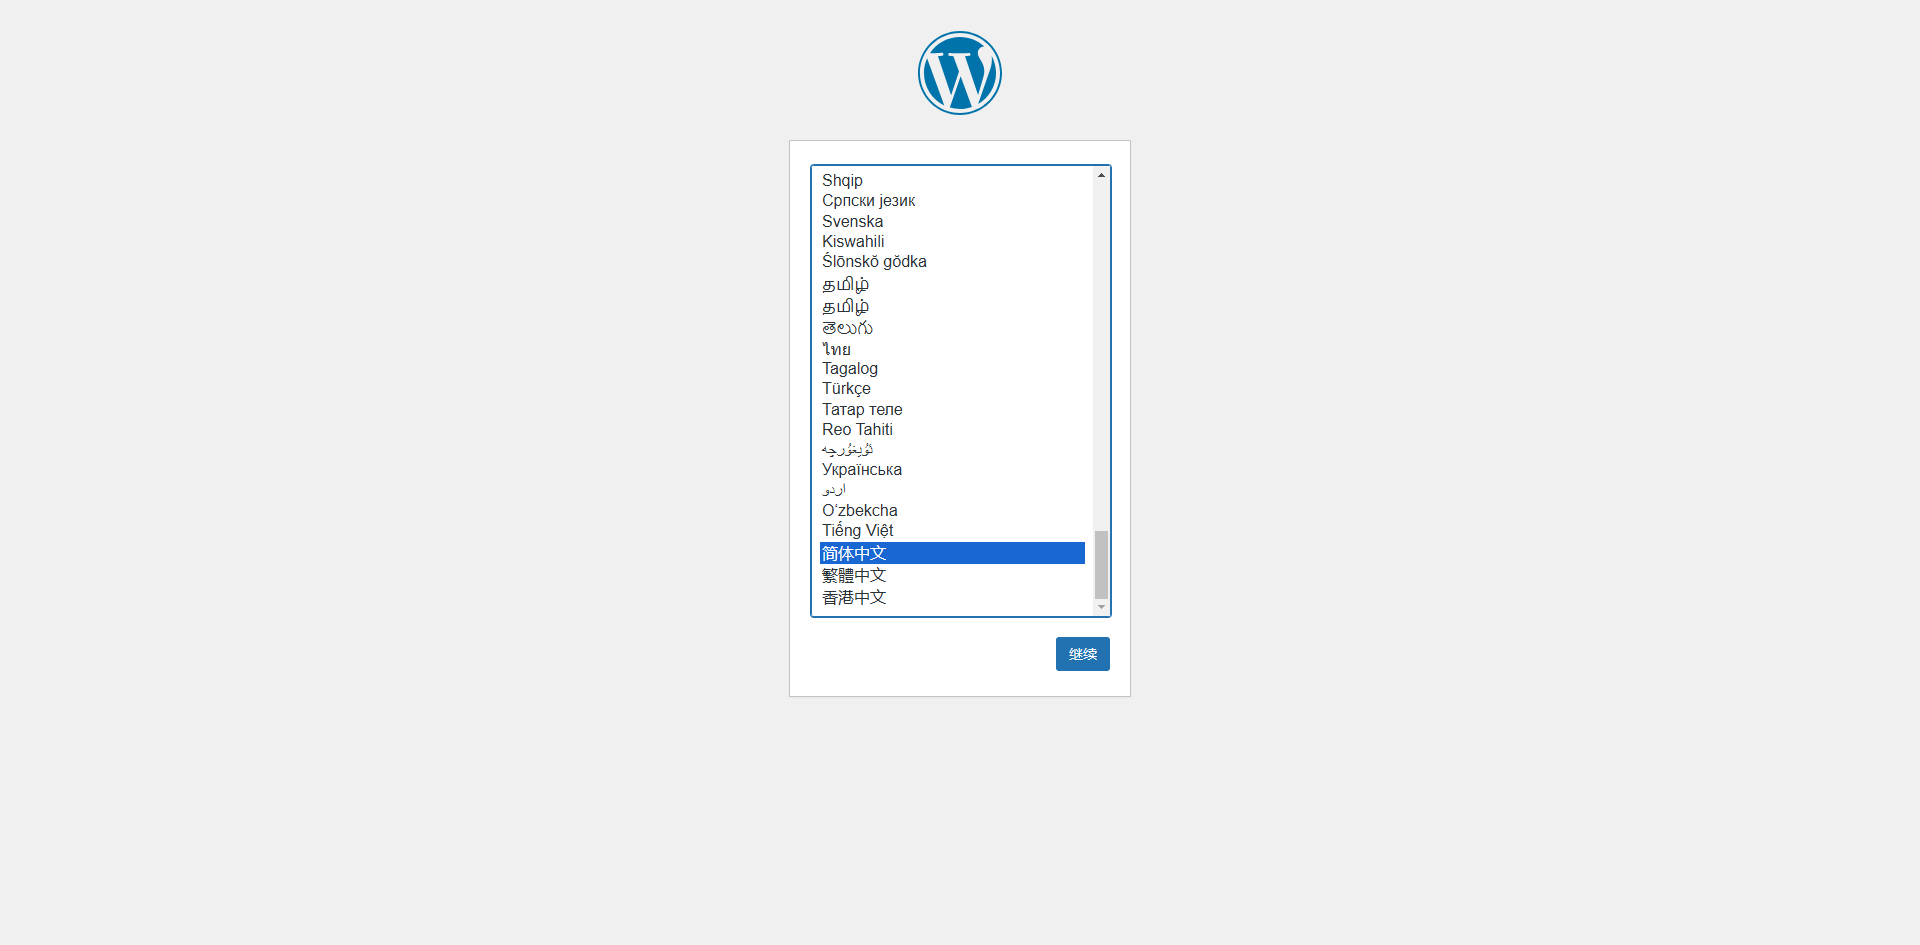 Shqip
Српски језик
Svenska
Kiswahili
Ślōnskŏ gŏdka
தமிழ்
தமிழ்
తెలుగు
ไทย
Tagalog
Türkçe
Татар теле
Reo Tahiti
ئۇيغۇرچە
Українська
اردو
O‘zbekcha
Tiếng Việt
简体中文
繁體中文
香港中文
继续